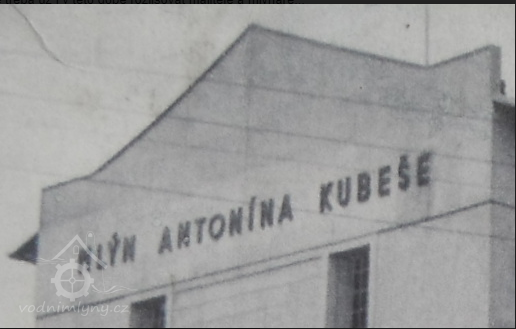 MLÝN ANTONÍNA KUBEŠE
vodnimlyny.cz